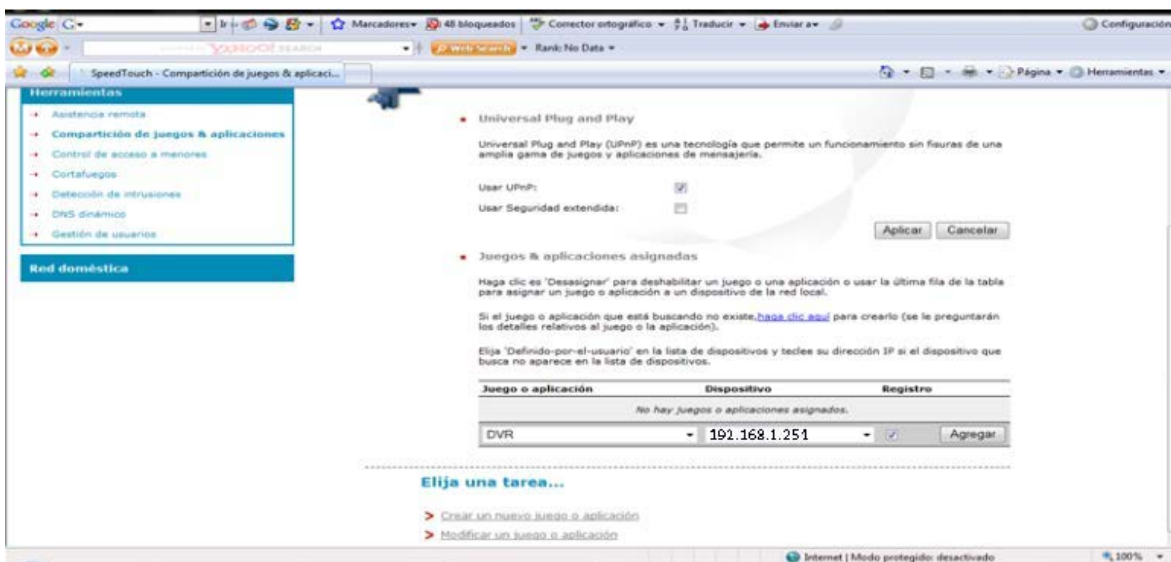 Google G Ir Marcadores 48 bloqueados Corrector ortográfico Traducir Enviar a Configuración
YAHOO! SEARCH Web Search Rank: No Data
SpeedTouch - Compartición de juegos & aplicaci... Página Herramientas
Herramientas
Asistencia remota
Compartición de juegos & aplicaciones
Control de acceso a menores
Cortafuegos
Detección de intrusiones
DNS dinámico
Gestión de usuarios
Red doméstica
Universal Plug and Play
Universal Plug and Play (UPnP) es una tecnología que permite un funcionamiento sin fisuras de una
amplia gama de juegos y aplicaciones de mensajería.
Usar UPnP:
Usar Seguridad extendida:
Aplicar Cancelar
Juegos & aplicaciones asignadas
Haga clic es 'Desasignar' para deshabilitar un juego o una aplicación o usar la última fila de la tabla
para asignar un juego o aplicación a un dispositivo de la red local.
Si el juego o aplicación que está buscando no existe,haga clic aquí para crearlo (se le preguntarán
los detalles relativos al juego o la aplicación).
Elija 'Definido-por-el-usuario' en la lista de dispositivos y teclee su dirección IP si el dispositivo que
busca no aparece en la lista de dispositivos.
Juego o aplicación Dispositivo Registro
No hay juegos o aplicaciones asignados.
DVR 192.168.1.251 Agregar
Elija una tarea...
> Crear un nuevo juego o aplicación
> Modificar un juego o aplicación
Internet | Modo protegido: desactivado 100%